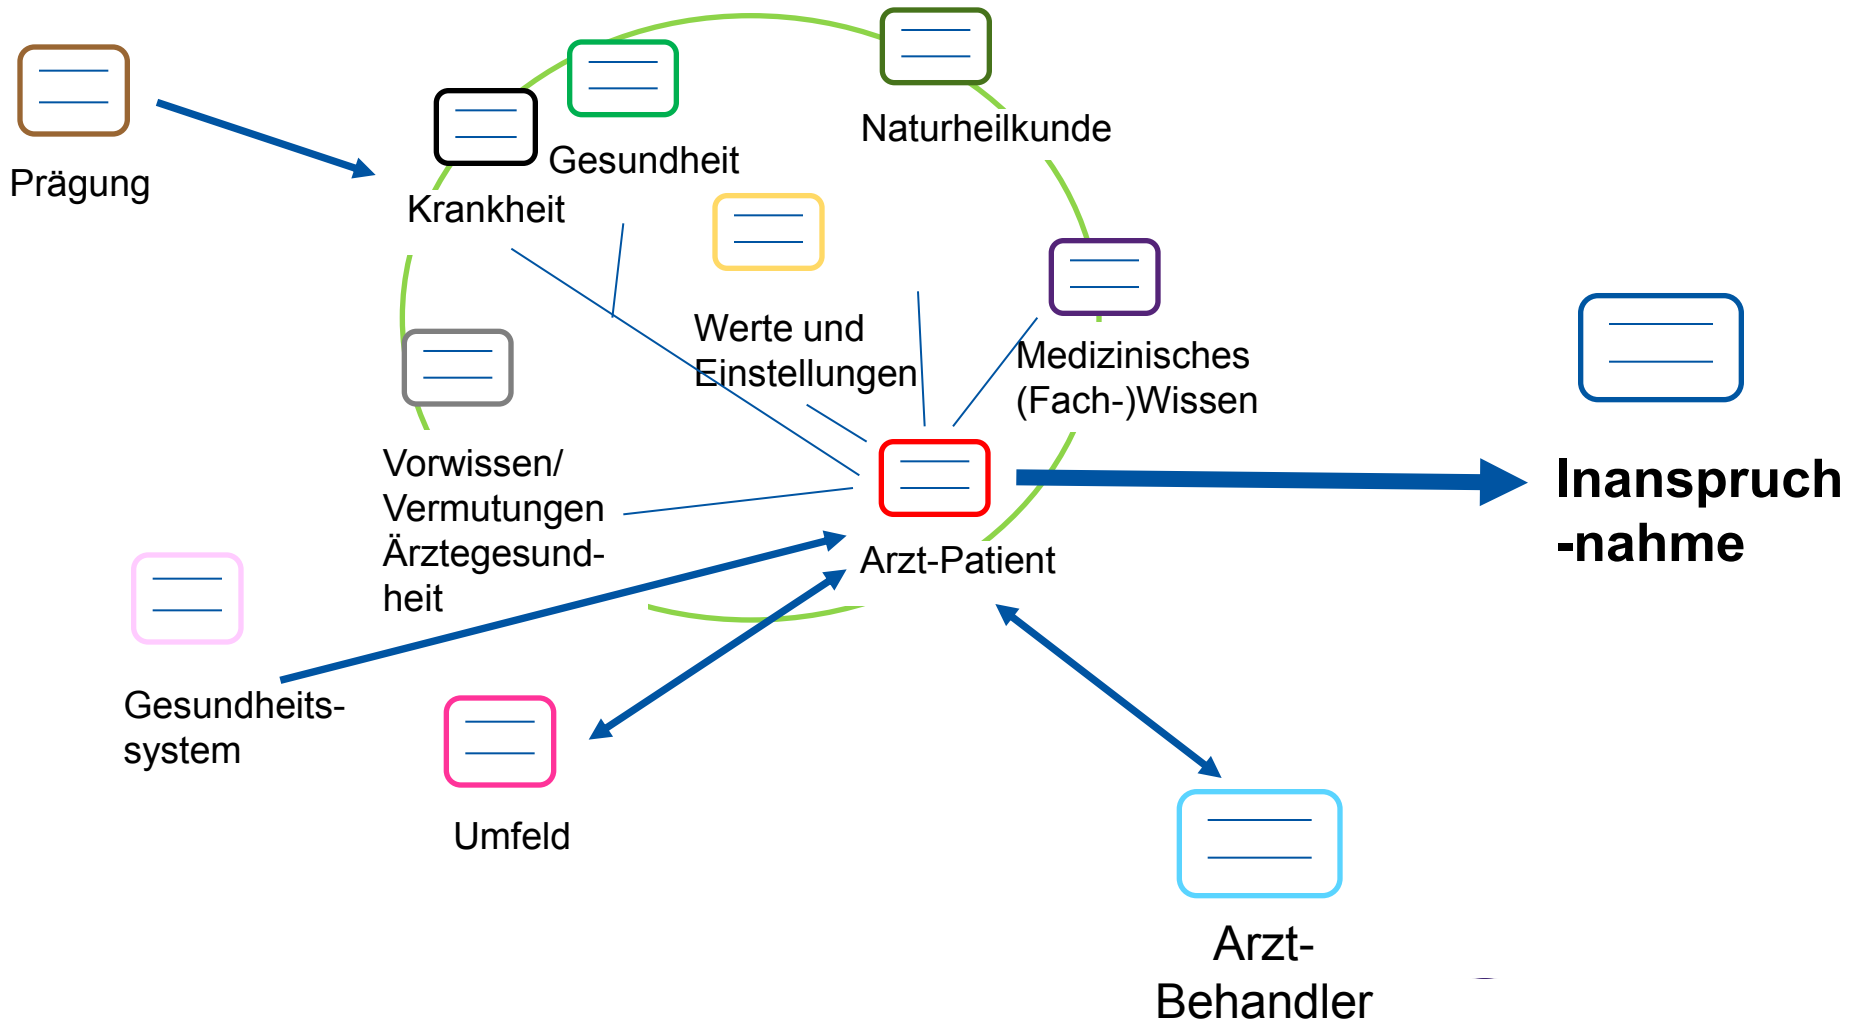 Prägung
Krankheit
Gesundheit
Naturheilkunde
Werte und
Einstellungen
Medizinisches
(Fach-)Wissen
Vorwissen/
Vermutungen
Ärztegesund-
heit
Arzt-Patient
Inanspruch
-nahme
Gesundheits-
system
Umfeld
Arzt-
Behandler